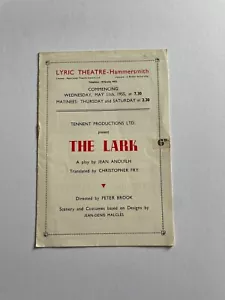 LYRIC THEATRE-Hammersmith
COMMENCING
WEDNESDAY, MAY 11th, 1955, at 7.30
MATINEES: THURSDAY and SATURDAY at 2.30
TENNENT PRODUCTIONS LTD.
present
THE LARK
A play by JEAN ANOUILH
Translated by CHRISTOPHER FRY
Directed by PETER BROOK
Scenery and Costumes based on Designs by
JEAN-DENIS MALCLES